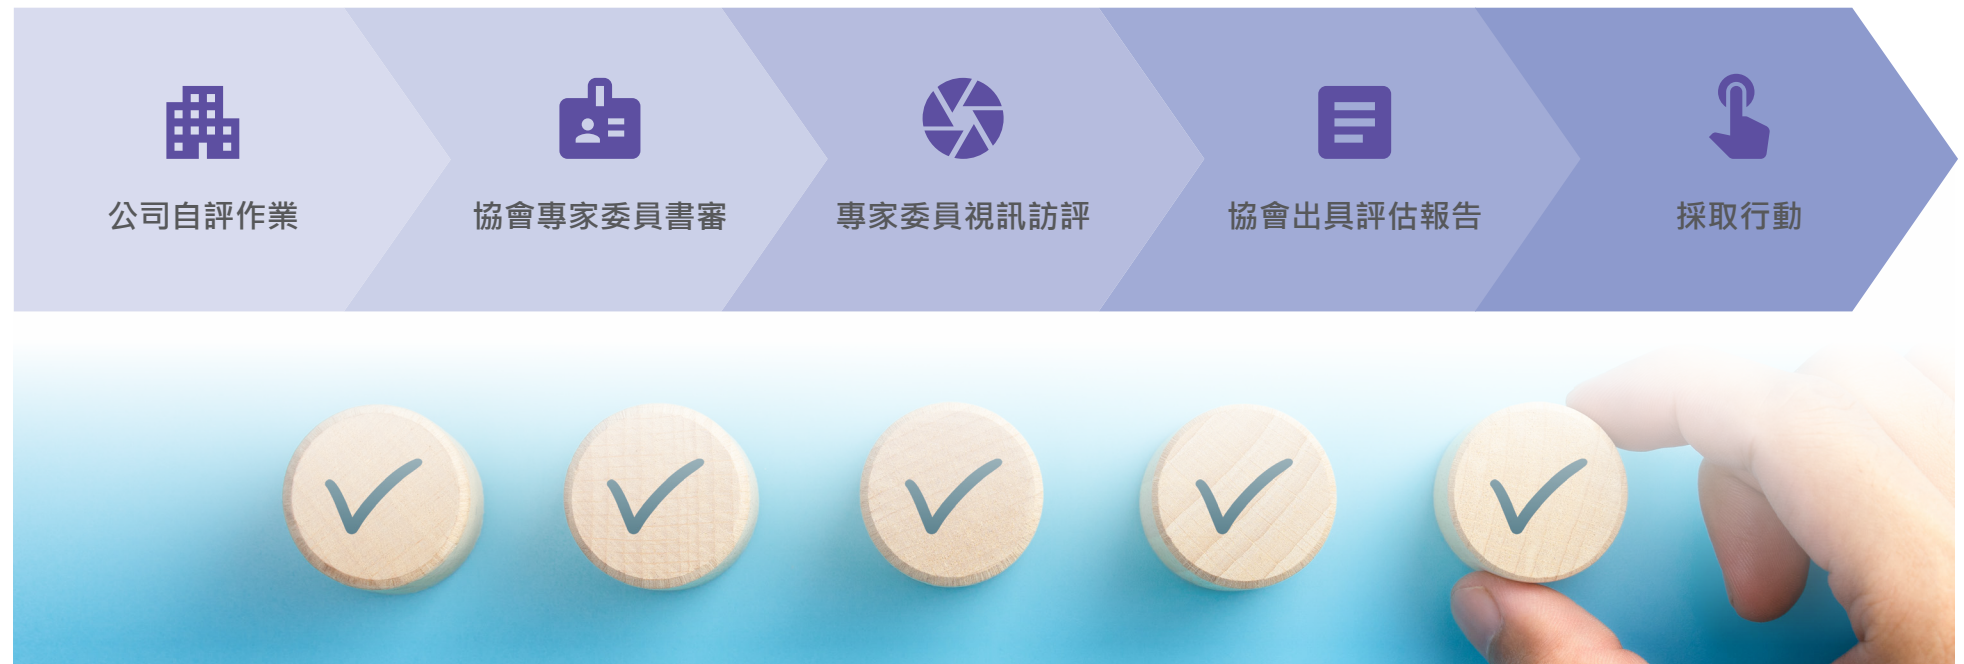 公司自評作業
協會專家委員書審
專家委員視訊訪評
協會出具評估報告
採取行動